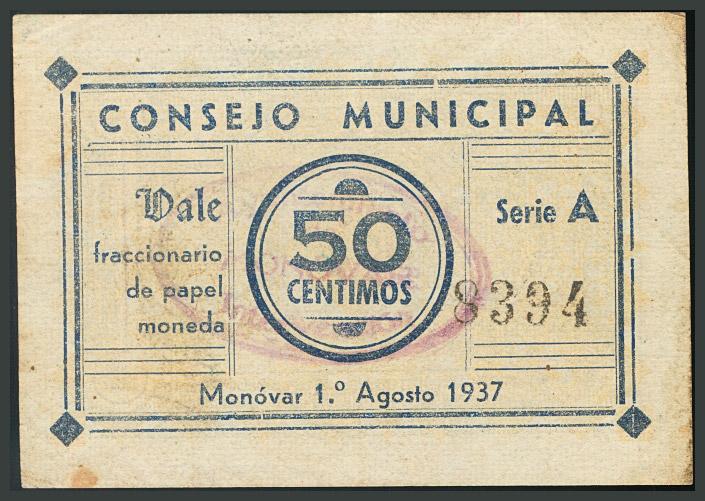 CONSEJO MUNICIPAL
Vale
fraccionario
de papel
moneda
50
CENTIMOS
Serie A
8394
Monóvar 1.º Agosto 1937